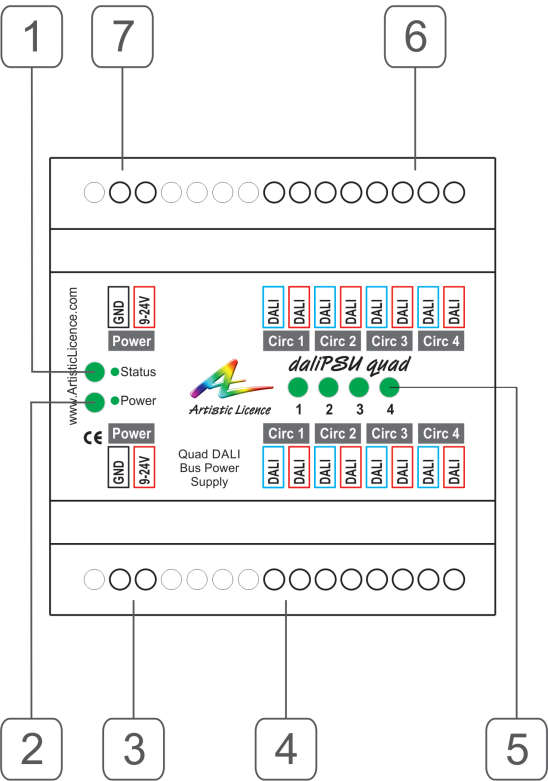 1 7 6
www.ArtisticLicence.com
GND 9-24V DALI DALI DALI DALI DALI DALI DALI DALI
Power Circ 1 Circ 2 Circ 3 Circ 4
daliPSU quad
Status
Power
Artistic Licence 1 2 3 4
CE Power Circ 1 Circ 2 Circ 3 Circ 4
GND 9-24V DALI DALI DALI DALI DALI DALI DALI DALI
Quad DALI
Bus Power
Supply
2 3 4 5